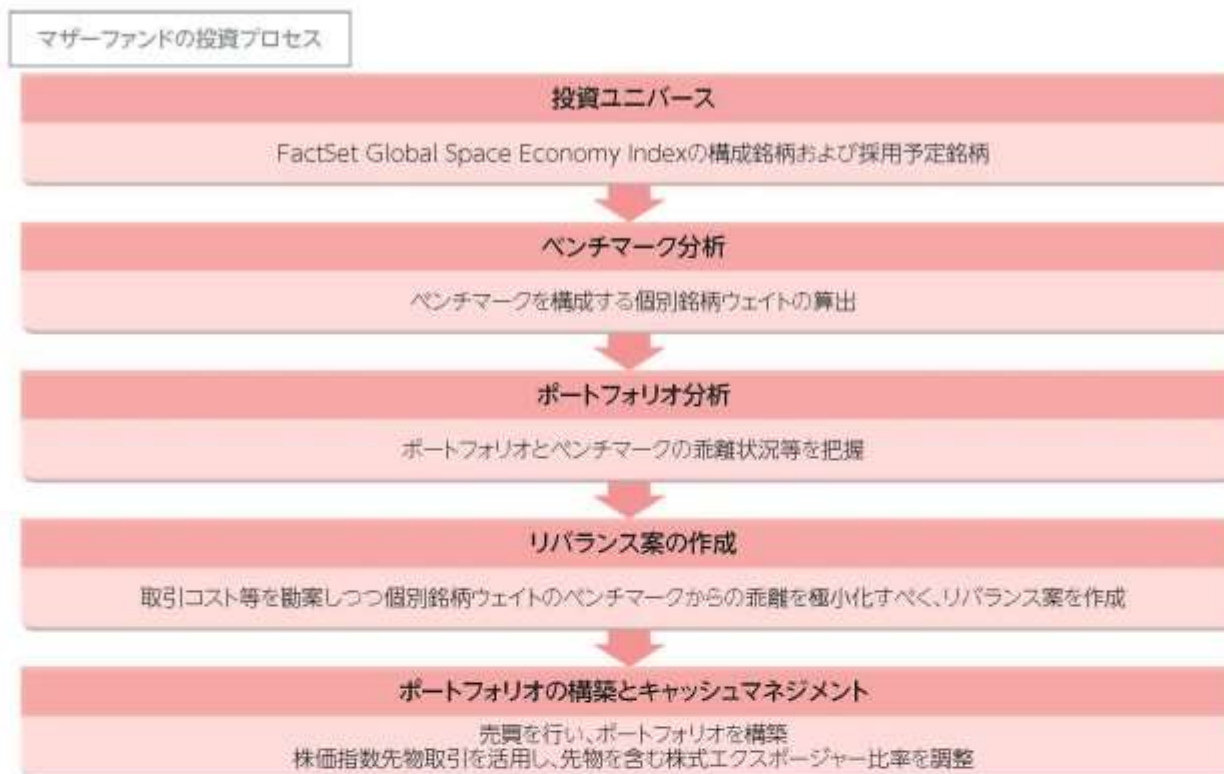 マザーファンドの投資プロセス
投資ユニバース
FactSet Global Space Economy Indexの構成銘柄および採用予定銘柄
ベンチマーク分析
ベンチマークを構成する個別銘柄ウェイトの算出
ポートフォリオ分析
ポートフォリオとベンチマークの乖離状況等を把握
リバランス案の作成
取引コスト等を勘案しつつ個別銘柄ウェイトのベンチマークからの乖離を極小化すべく、リバランス案を作成
ポートフォリオの構築とキャッシュマネジメント
売買を行い、ポートフォリオを構築
株価指数先物取引を活用し、先物を含む株式エクスポージャー比率を調整